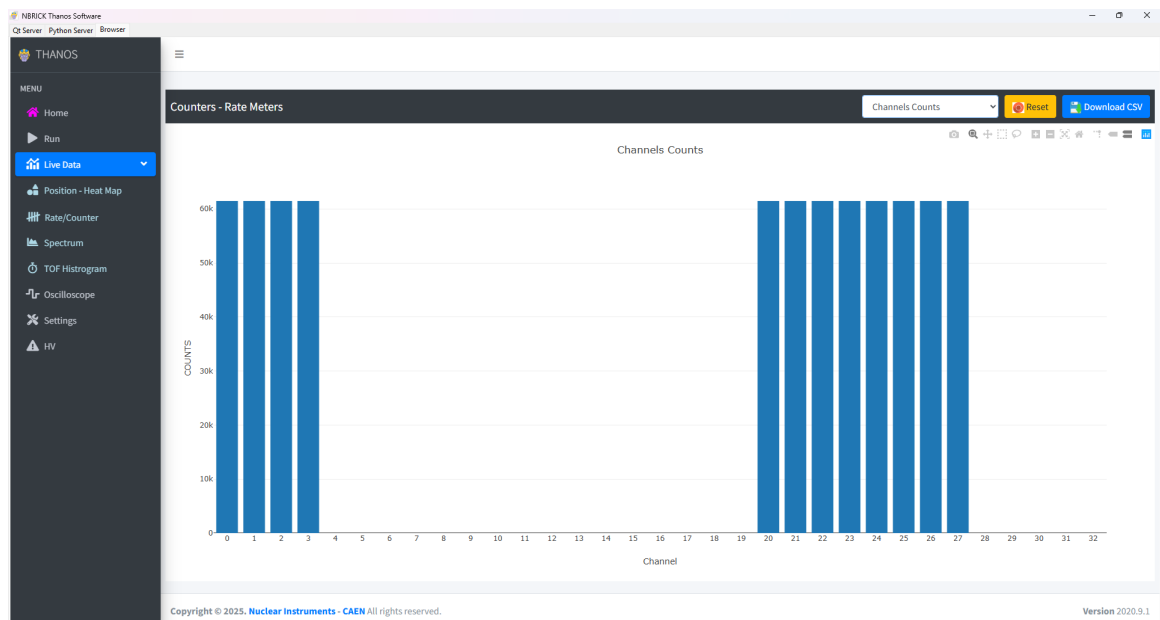 NBRICK Thanos Software
Qt Server Python Server Browser
THANOS
MENU
Home
Run
Live Data
Position - Heat Map
Rate/Counter
Spectrum
TOF Histrogram
Oscilloscope
Settings
HV
Counters - Rate Meters
Channels Counts
Reset
Download CSV
Channels Counts
60k
50k
40k
30k
20k
10k
0
COUNTS
0 1 2 3 4 5 6 7 8 9 10 11 12 13 14 15 16 17 18 19 20 21 22 23 24 25 26 27 28 29 30 31 32
Channel
Copyright © 2025. Nuclear Instruments - CAEN All rights reserved.
Version 2020.9.1